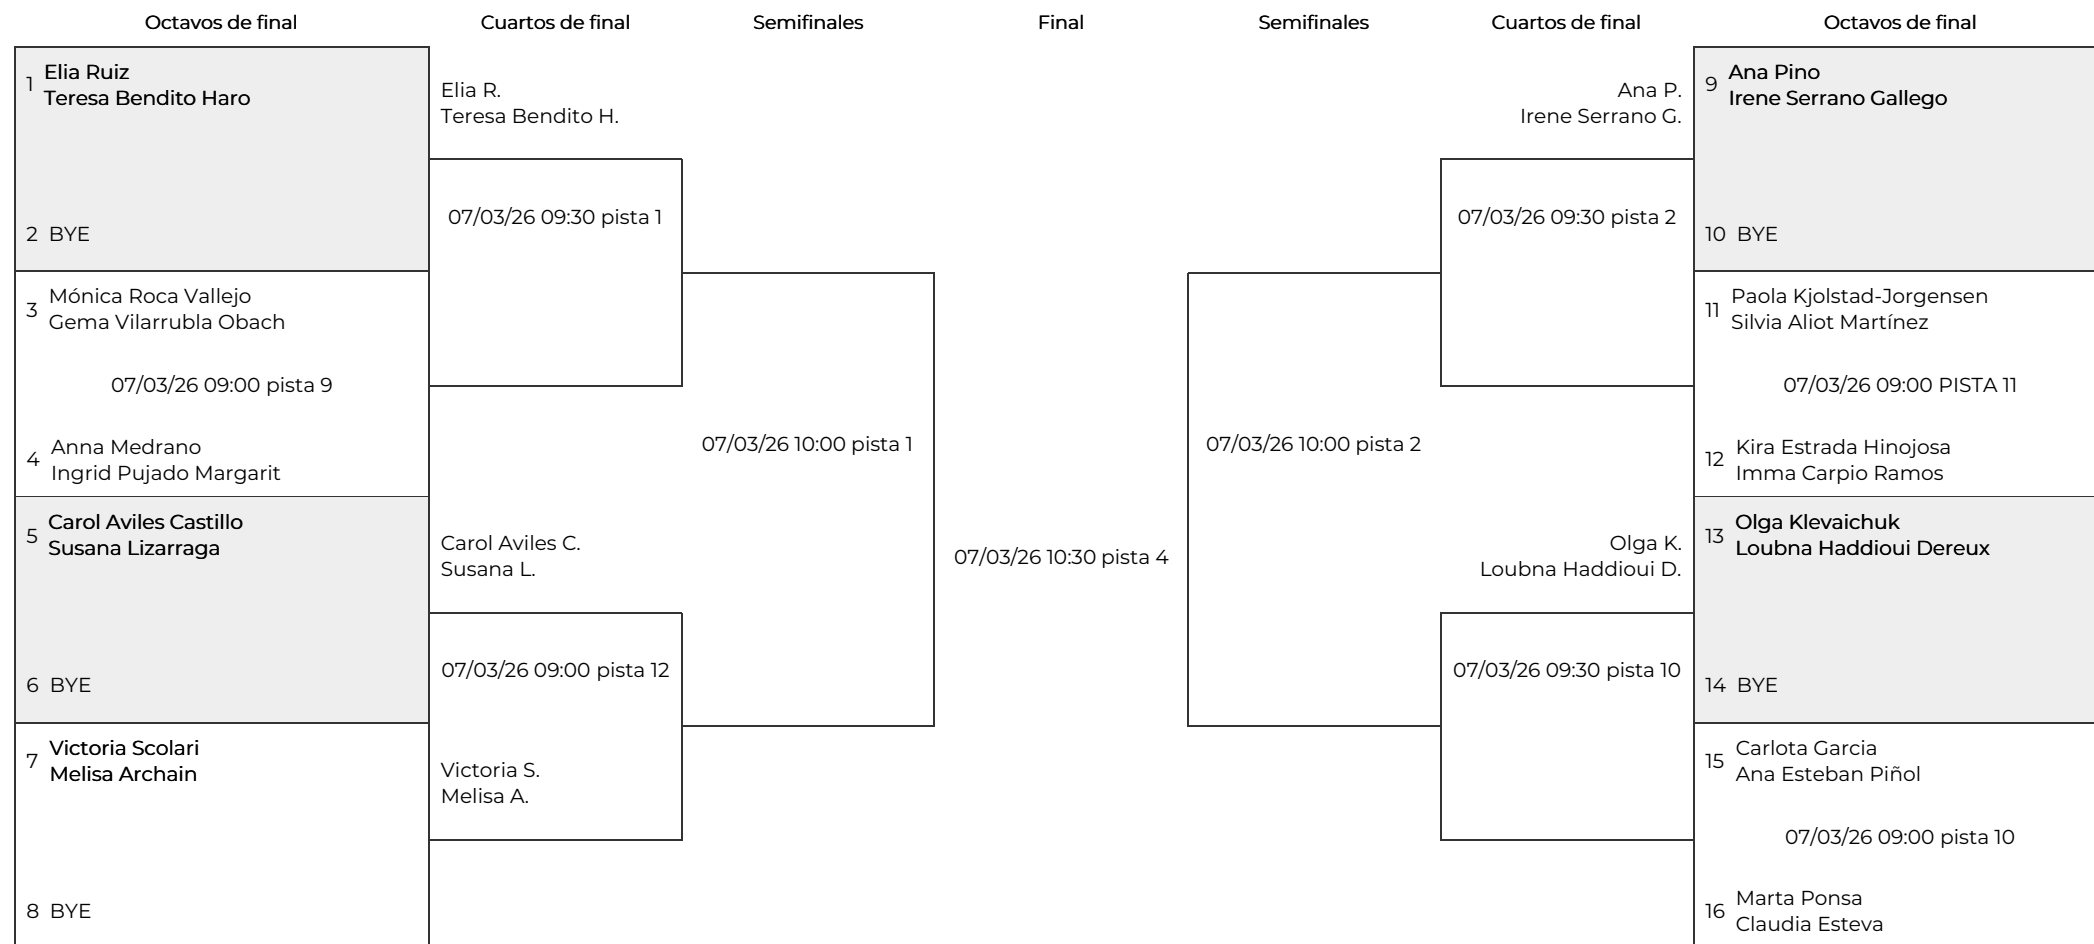 Octavos de final
Cuartos de final
Semifinales
Final
Semifinales
Cuartos de final
Octavos de final
1
Elia Ruiz
Teresa Bendito Haro
2 BYE
3
Mónica Roca Vallejo
Gema Vilarrubla Obach
07/03/26 09:00 pista 9
4
Anna Medrano
Ingrid Pujado Margarit
5
Carol Aviles Castillo
Susana Lizarraga
6 BYE
7
Victoria Scolari
Melisa Archain
8 BYE
Elia R.
Teresa Bendito H.
07/03/26 09:30 pista 1
Carol Aviles C.
Susana L.
07/03/26 09:00 pista 12
Victoria S.
Melisa A.
07/03/26 10:00 pista 1
07/03/26 10:30 pista 4
07/03/26 10:00 pista 2
Ana P.
Irene Serrano G.
07/03/26 09:30 pista 2
Olga K.
Loubna Haddioui D.
07/03/26 09:30 pista 10
9
Ana Pino
Irene Serrano Gallego
10 BYE
11
Paola Kjolstad-Jorgensen
Silvia Aliot Martínez
07/03/26 09:00 PISTA 11
12
Kira Estrada Hinojosa
Imma Carpio Ramos
13
Olga Klevaichuk
Loubna Haddioui Dereux
14 BYE
15
Carlota Garcia
Ana Esteban Piñol
07/03/26 09:00 pista 10
16
Marta Ponsa
Claudia Esteva